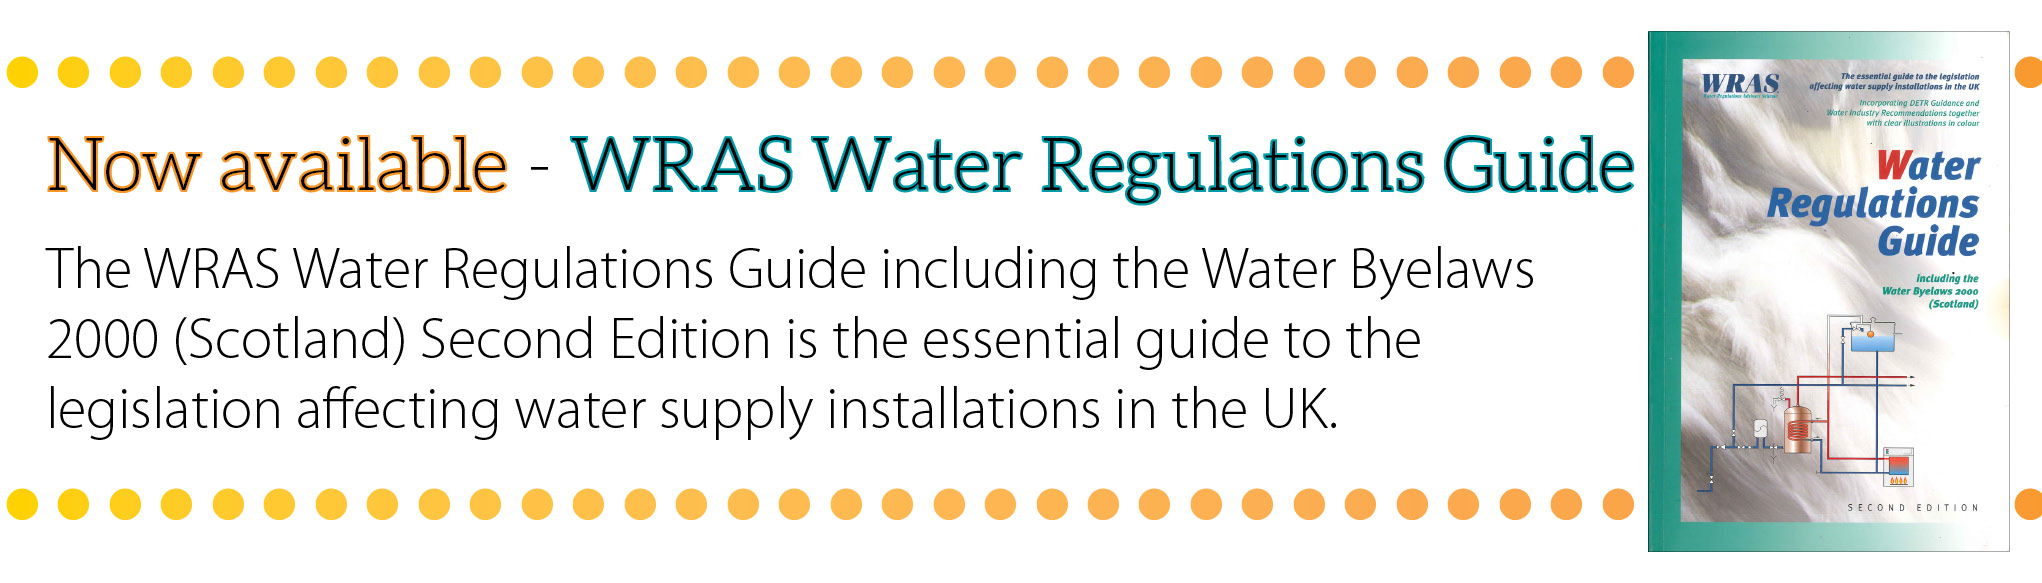 Now available - WRAS Water Regulations Guide
The WRAS Water Regulations Guide including the Water Byelaws
2000 (Scotland) Second Edition is the essential guide to the
legislation affecting water supply installations in the UK.
WRAS
Water Regulations Advisory Scheme
The essential guide to the legislation
affecting water supply installations in the UK
Incorporating DETR Guidance and
Water Industry Recommendations together
with clear illustrations in colour
Water
Regulations
Guide
including the
Water Byelaws 2000
(Scotland)
SECOND EDITION